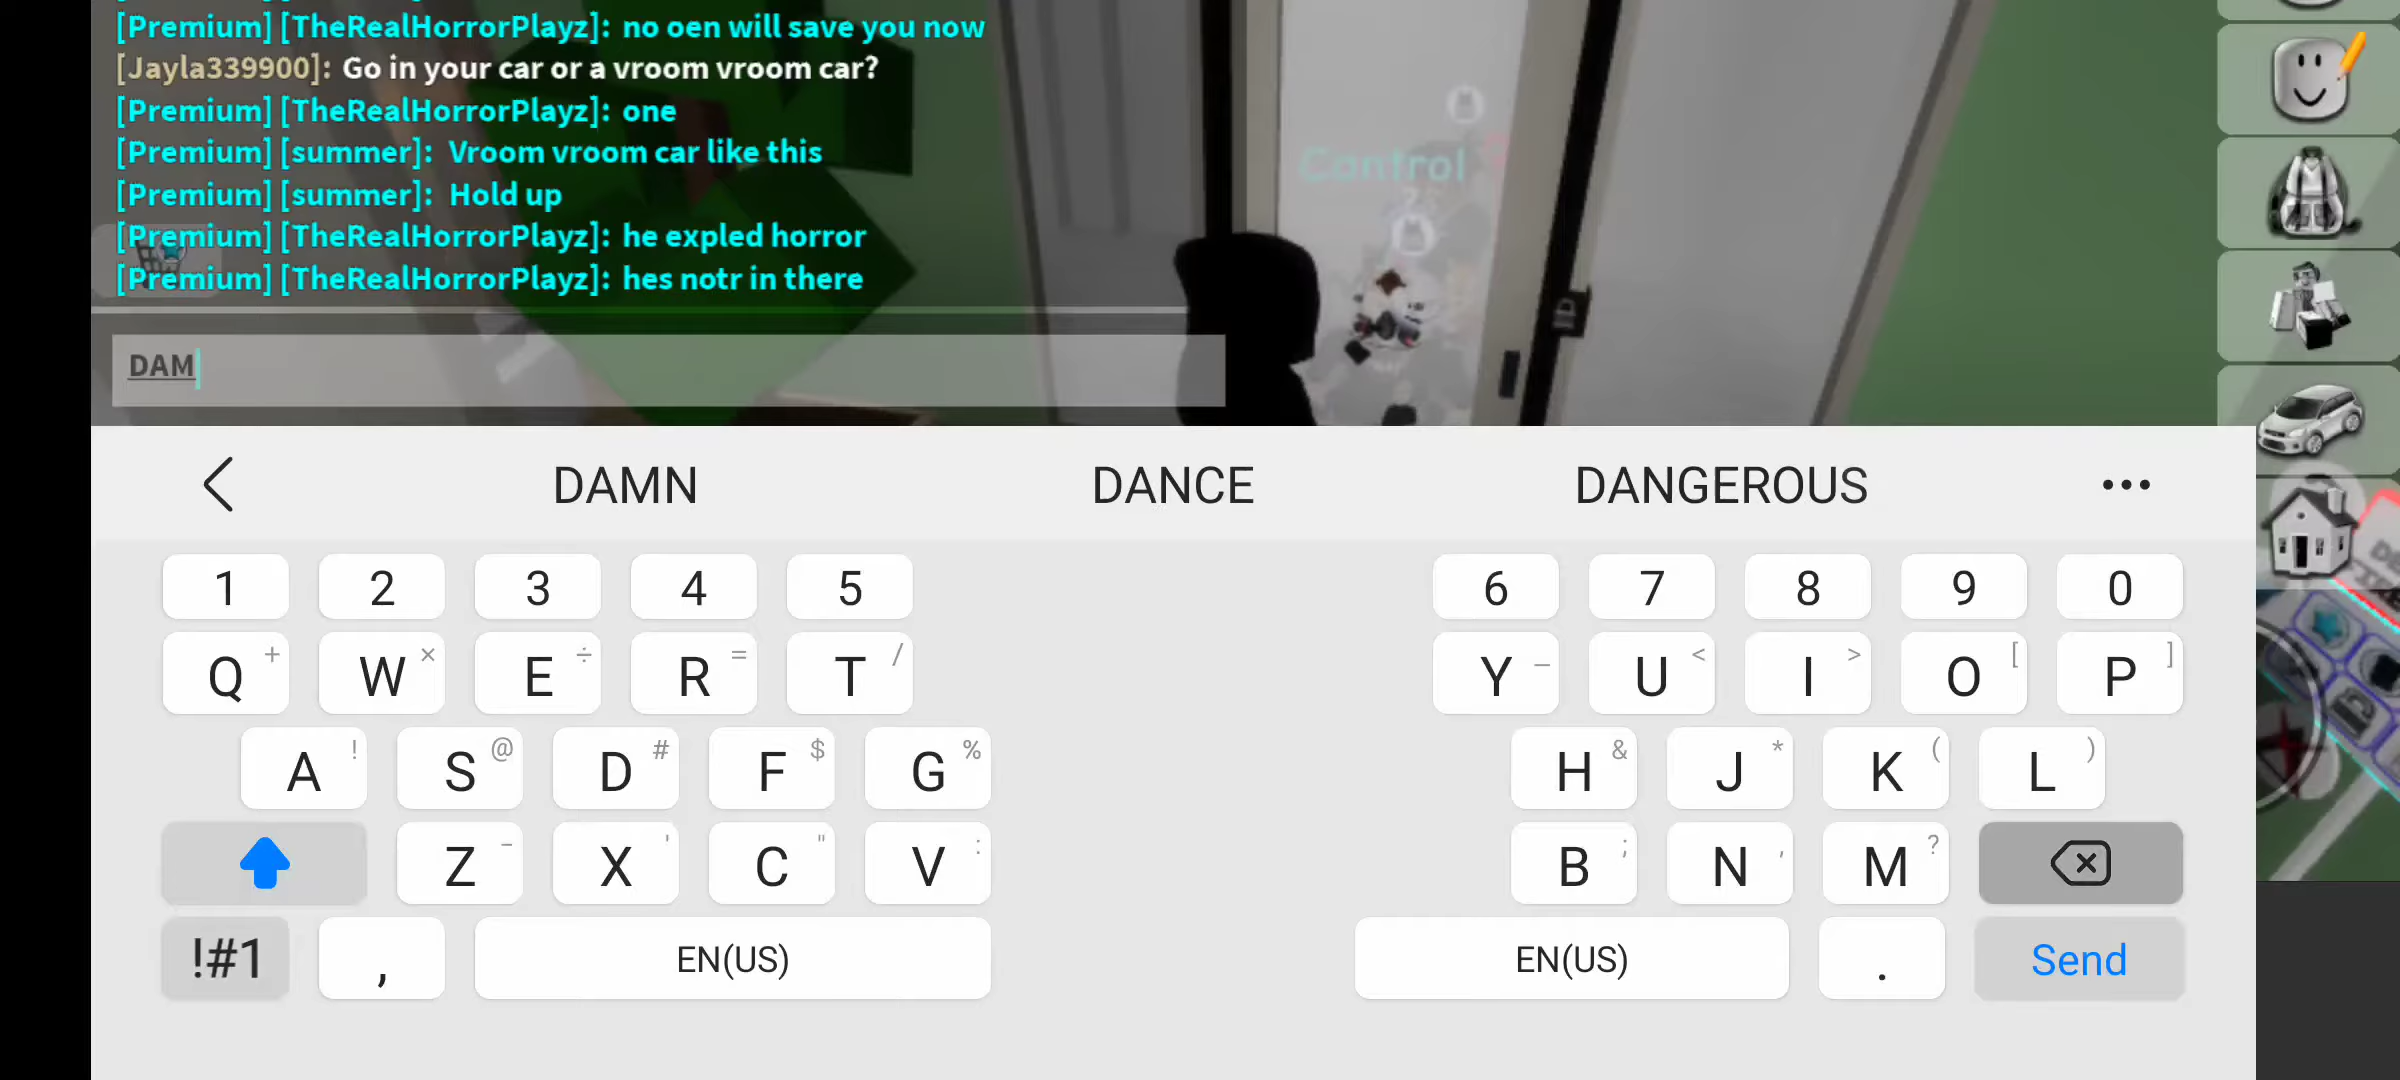 [Premium] [TheRealHorrorPlayz]: no oen will save you now
[Jayla339900]: Go in your car or a vroom vroom car?
[Premium] [TheRealHorrorPlayz]: one
[Premium] [summer]: Vroom vroom car like this
[Premium] [summer]: Hold up
[Premium] [TheRealHorrorPlayz]: he expled horror
[Premium] [TheRealHorrorPlayz]: hes notr in there
Control
ID
DAM
DAMN DANCE DANGEROUS •••
1 2 3 4 5 6 7 8 9 0
Q + W × E ÷ R = T / Y _ U < I > O [ P ]
A ! S @ D # F $ G % H & J * K ( L )
Z - X ' C " V : B ; N , M ?
!#1 , EN(US) EN(US) . Send